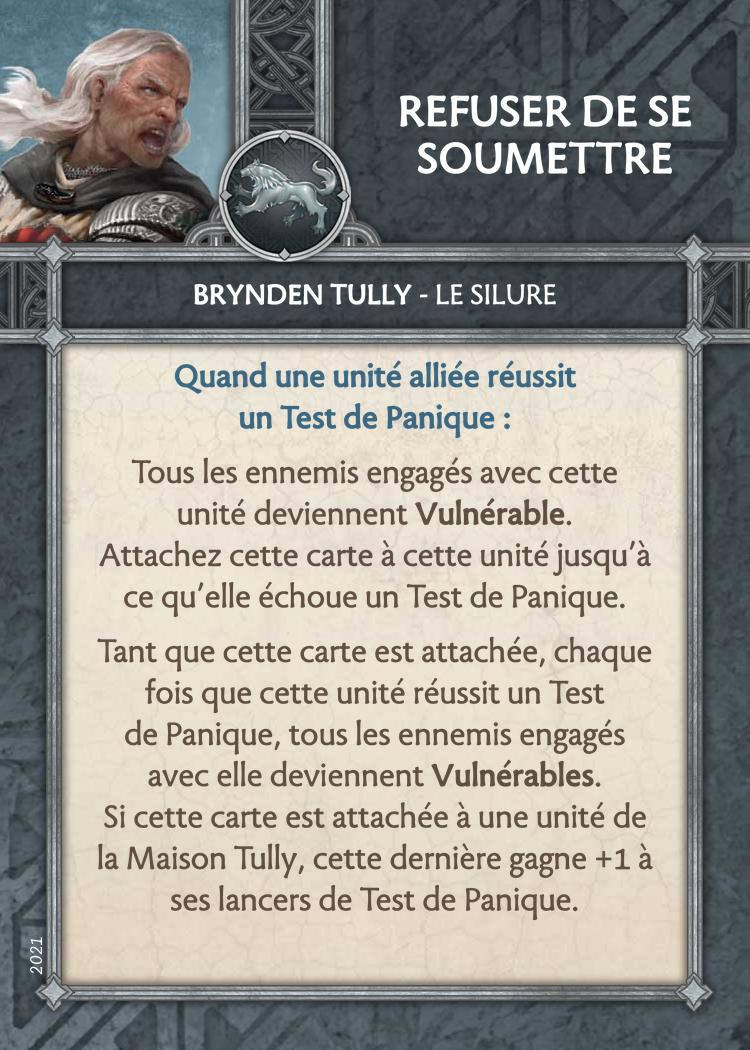 REFUSER DE SE
SOUMETTRE
BRYNDEN TULLY - LE SILURE
Quand une unité alliée réussit
un Test de Panique :
Tous les ennemis engagés avec cette
unité deviennent Vulnérable.
Attachez cette carte à cette unité jusqu’à
ce qu’elle échoue un Test de Panique.
Tant que cette carte est attachée, chaque
fois que cette unité réussit un Test
de Panique, tous les ennemis engagés
avec elle deviennent Vulnérables.
Si cette carte est attachée à une unité de
la Maison Tully, cette dernière gagne +1 à
ses lancers de Test de Panique.
2021